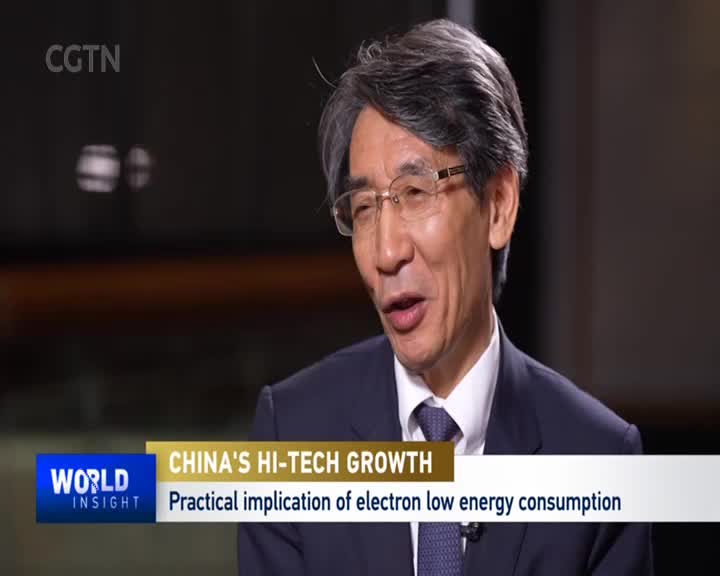 CGTN
CHINA'S HI-TECH GROWTH
WORLD
INSIGHT
Practical implication of electron low energy consumption